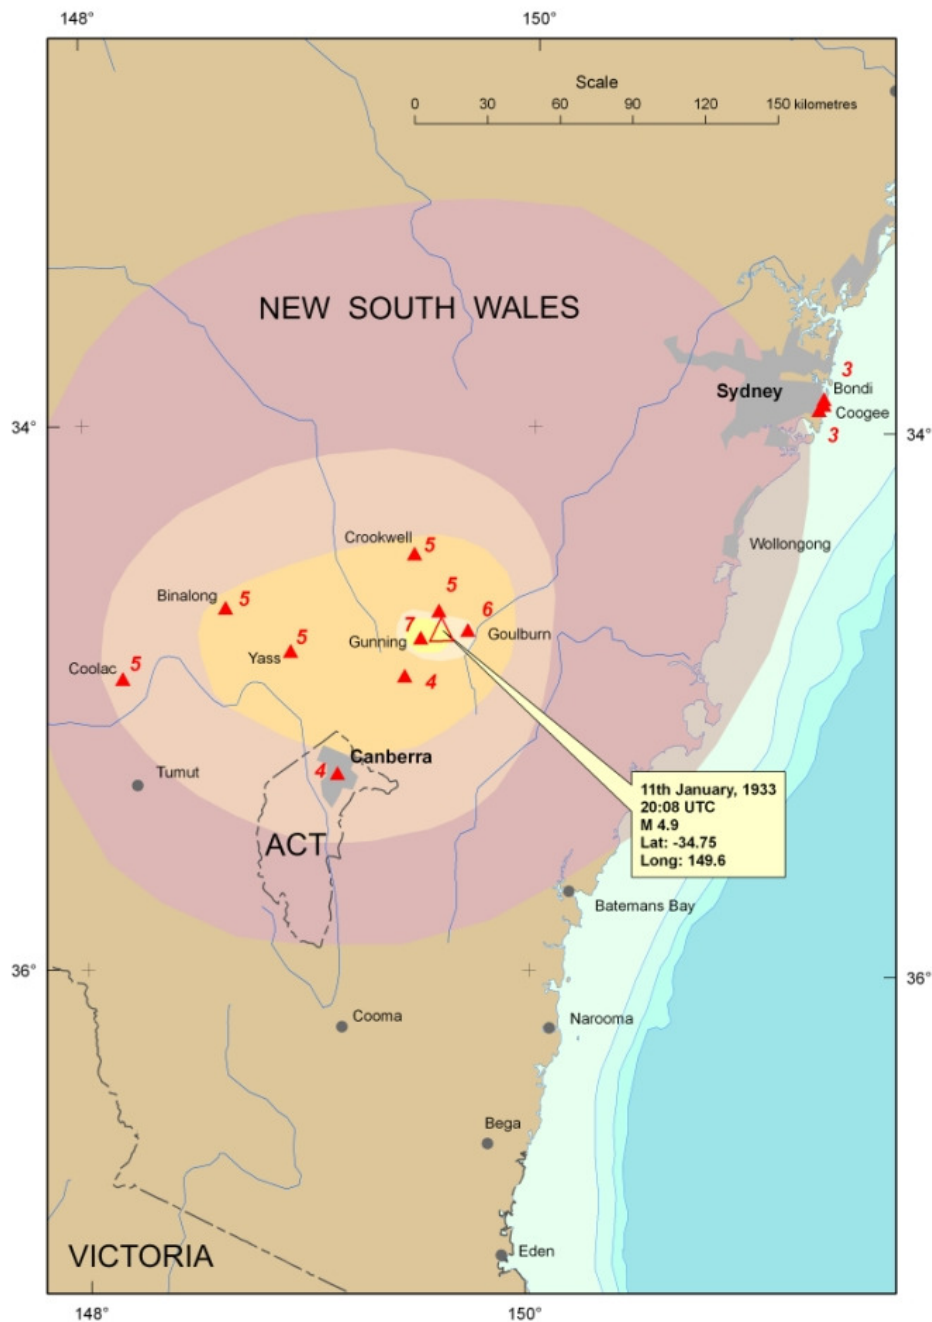 148°
150°
Scale
0 30 60 90 120 150 kilometres
NEW SOUTH WALES
3
Sydney
Bondi
Coogee
3
34°
34°
Crookwell
5
Wollongong
Binalong
5
5
6
7
Gunning
Goulburn
5
Yass
Coolac
5
4
Canberra
4
Tumut
11th January, 1933
20:08 UTC
M 4.9
Lat: -34.75
Long: 149.6
ACT
Batemans Bay
36°
36°
Cooma
Narooma
Bega
Eden
VICTORIA
148°
150°